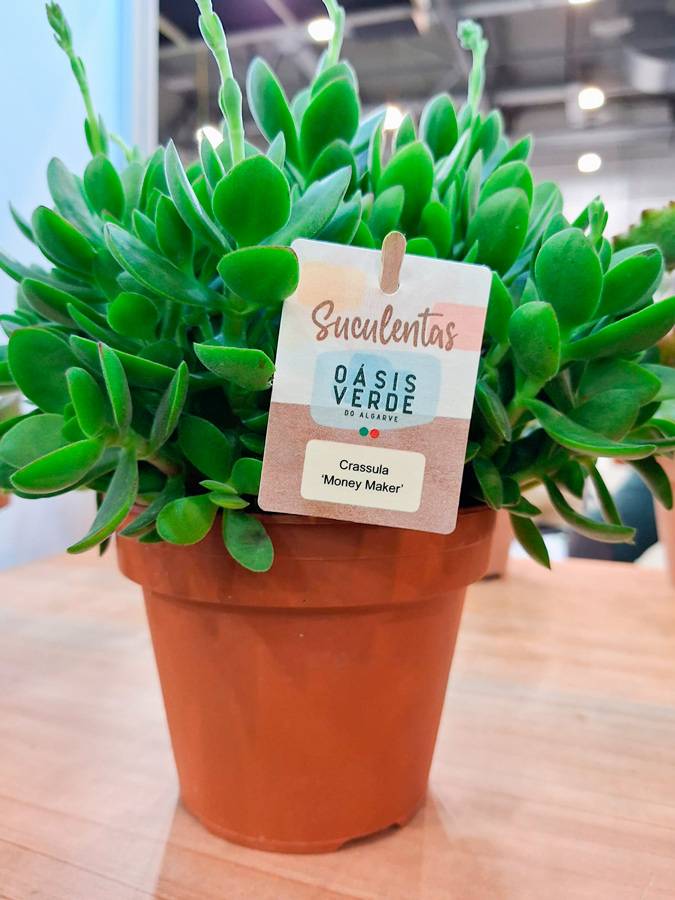 Suculentas
OÁSIS
VERDE
DO ALGARVE
Crassula
‘Money Maker’